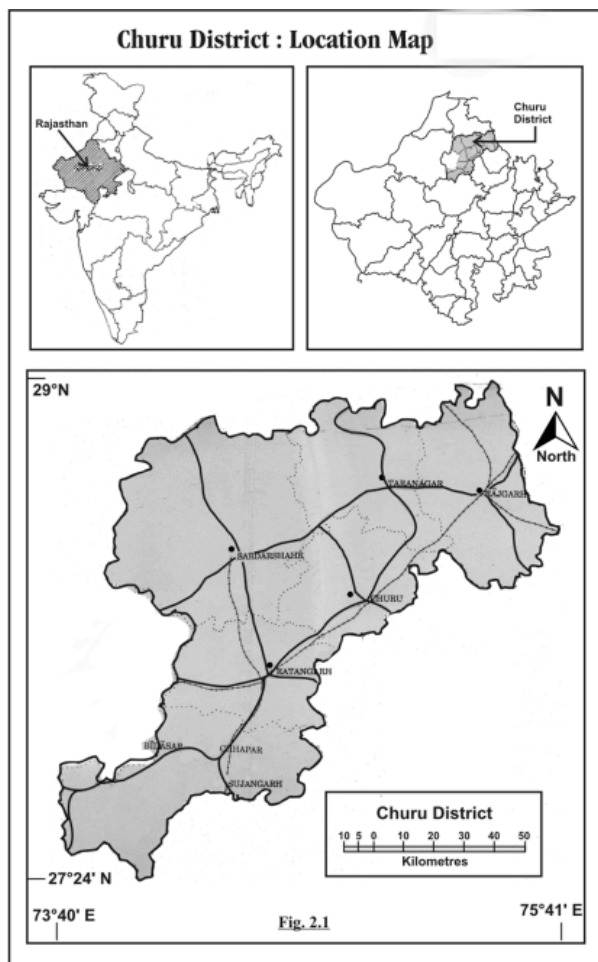 Churu District : Location Map
Rajasthan
Churu
District
29°N
N
North
TARANAGAR
RAJGARH
SARDARSHAHR
CHURU
RATANGARH
BIDASAR
CHHAPAR
SUJANGARH
Churu District
10 5 0 10 20 30 40 50
Kilometres
27°24' N
73°40' E
75°41' E
Fig. 2.1